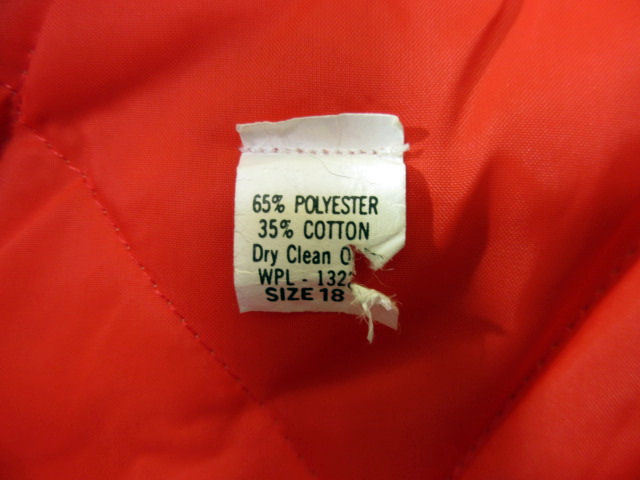 65% POLYESTER
35% COTTON
Dry Clean O
WPL - 132
SIZE 18